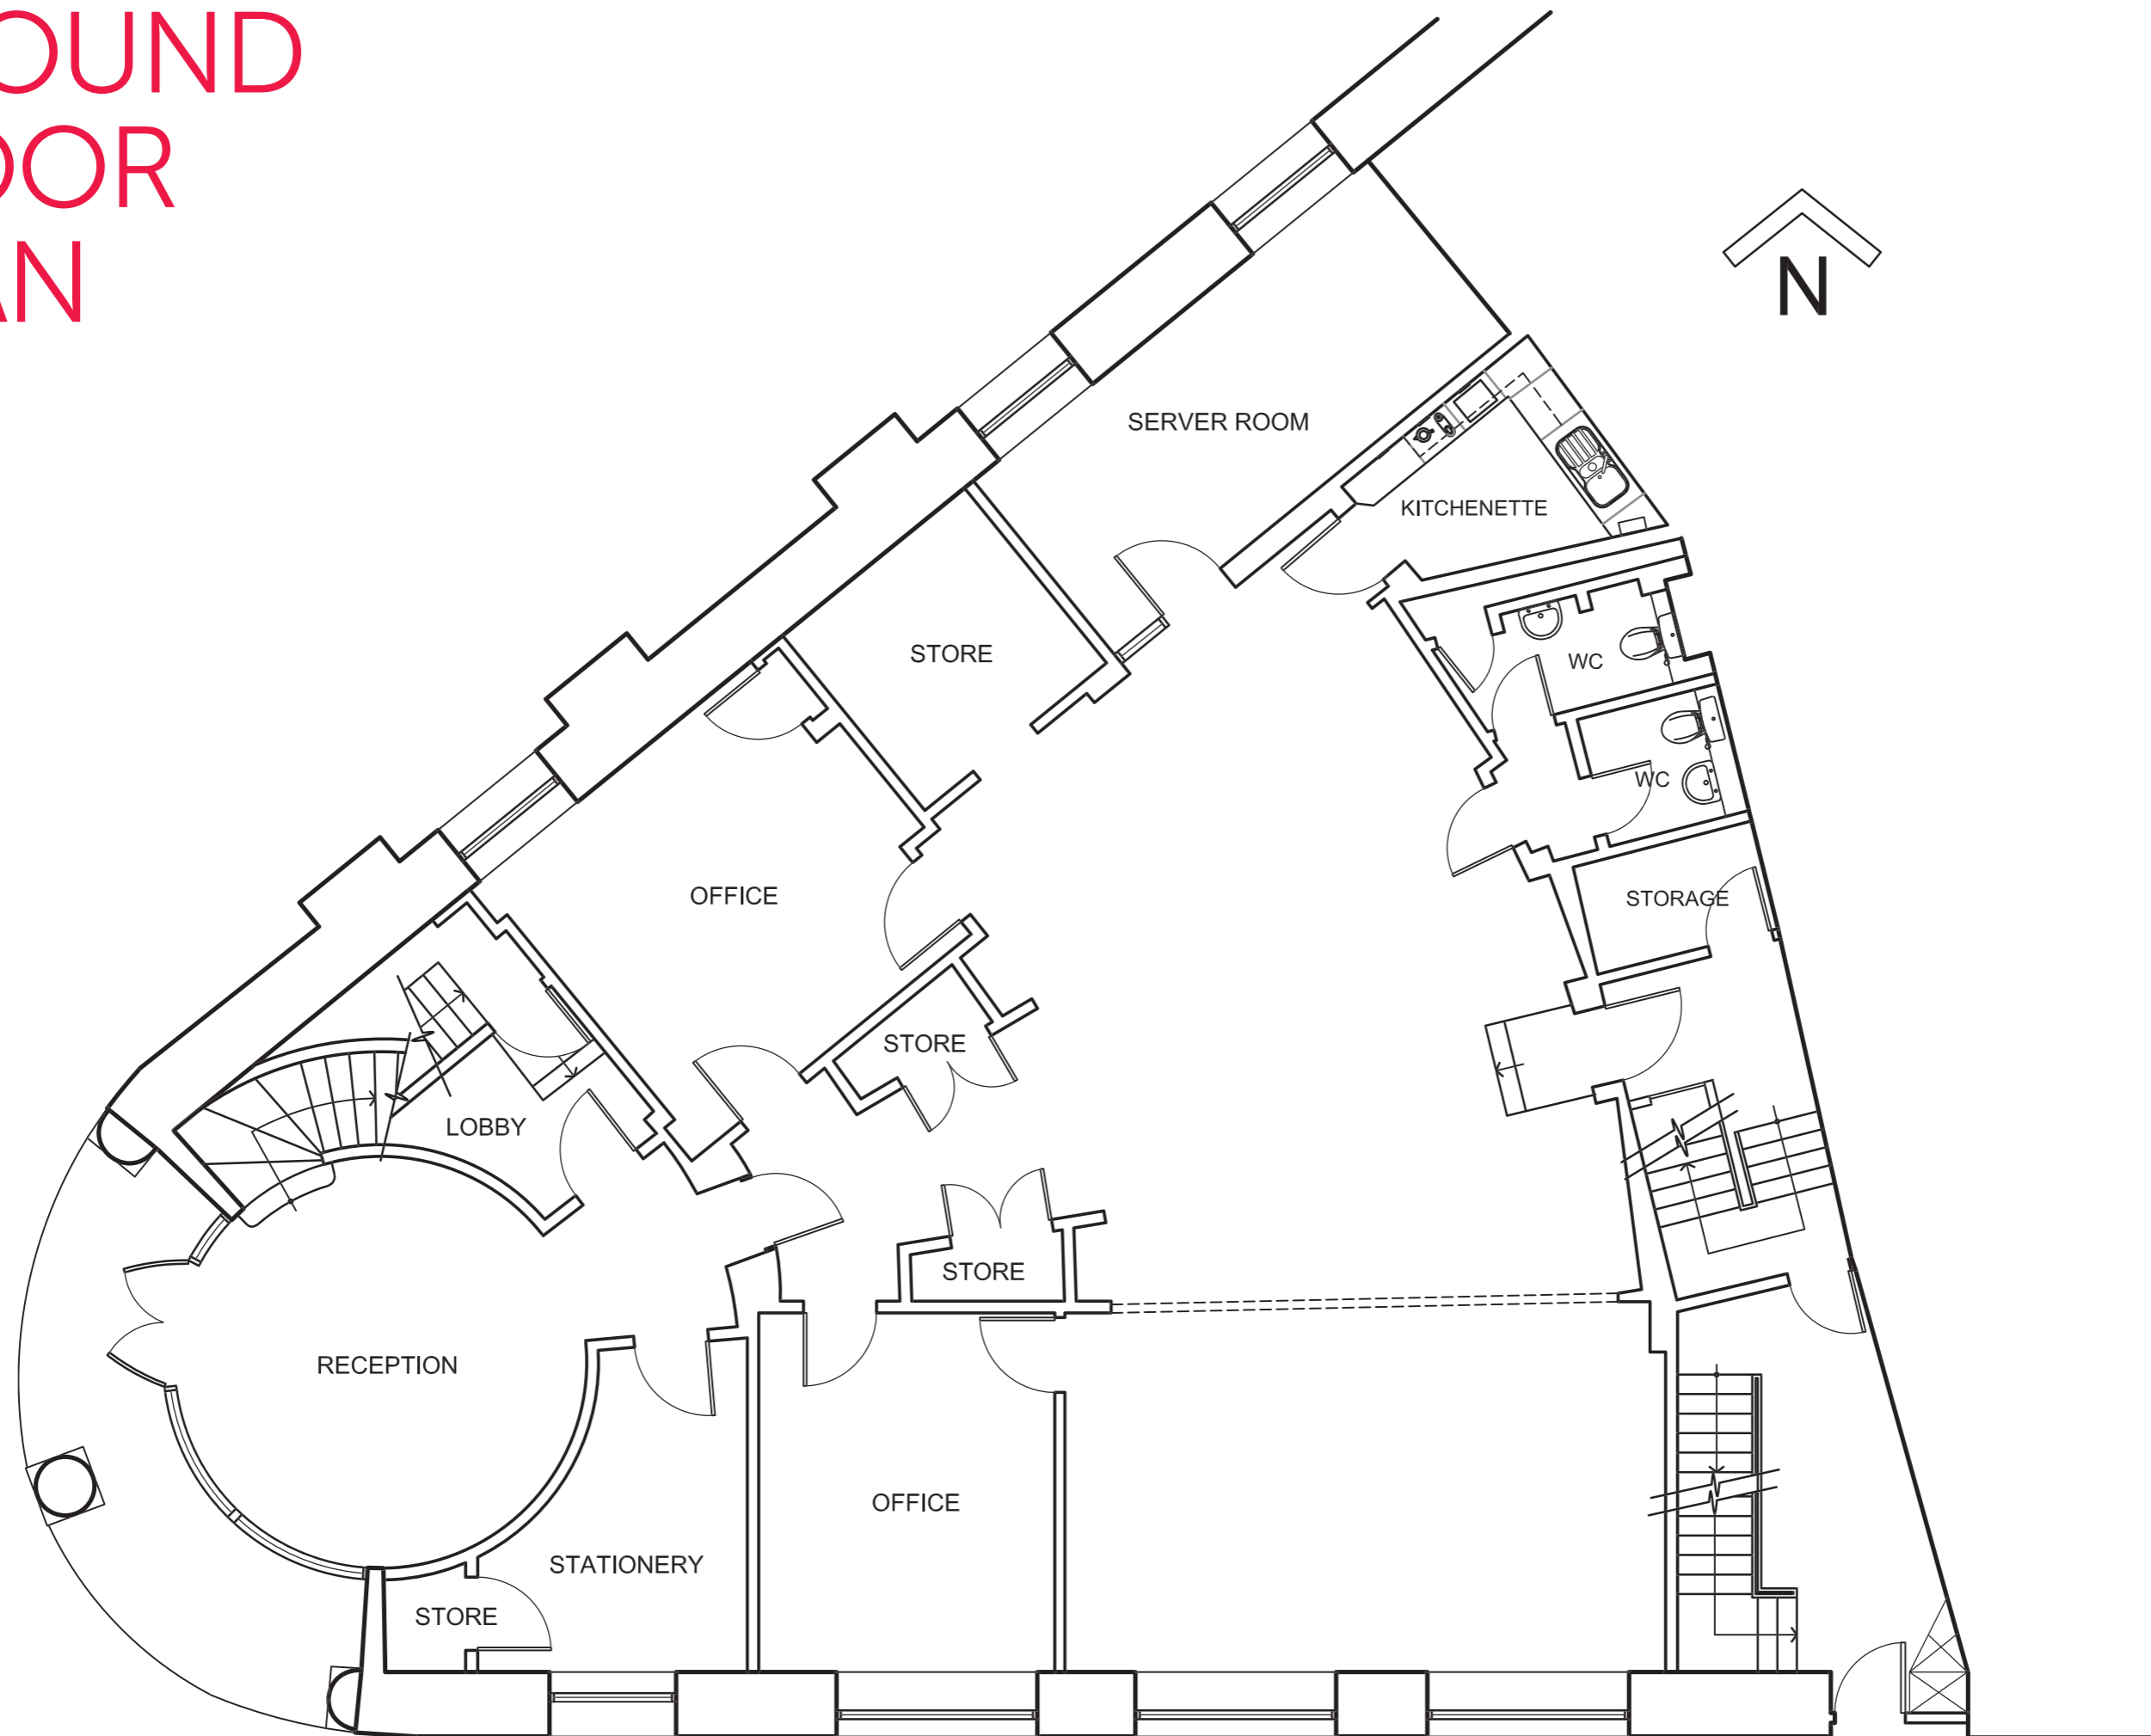 OUND
OOR
AN
N
SERVER ROOM
KITCHENETTE
STORE
WC
WC
OFFICE
STORAGE
STORE
LOBBY
STORE
RECEPTION
OFFICE
STATIONERY
STORE